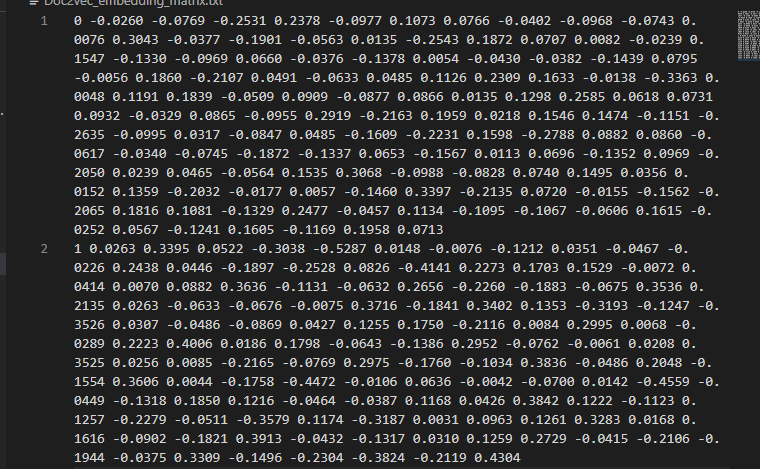 Doc2vec_embedding_matrix.txt
1 0 -0.0260 -0.0769 -0.2531 0.2378 -0.0977 0.1073 0.0766 -0.0402 -0.0968 -0.0743 0.
0076 0.3043 -0.0377 -0.1901 -0.0563 0.0135 -0.2543 0.1872 0.0707 0.0082 -0.0239 0.
1547 -0.1330 -0.0969 0.0660 -0.0376 -0.1378 0.0054 -0.0430 -0.0382 -0.1439 0.0795
-0.0056 0.1860 -0.2107 0.0491 -0.0633 0.0485 0.1126 0.2309 0.1633 -0.0138 -0.3363 0.
0048 0.1191 0.1839 -0.0509 0.0909 -0.0877 0.0866 0.0135 0.1298 0.2585 0.0618 0.0731
0.0932 -0.0329 0.0865 -0.0955 0.2919 -0.2163 0.1959 0.0218 0.1546 0.1474 -0.1151 -0.
2635 -0.0995 0.0317 -0.0847 0.0485 -0.1609 -0.2231 0.1598 -0.2788 0.0882 0.0860 -0.
0617 -0.0340 -0.0745 -0.1872 -0.1337 0.0653 -0.1567 0.0113 0.0696 -0.1352 0.0969 -0.
2050 0.0239 0.0465 -0.0564 0.1535 0.3068 -0.0988 -0.0828 0.0740 0.1495 0.0356 0.
0152 0.1359 -0.2032 -0.0177 0.0057 -0.1460 0.3397 -0.2135 0.0720 -0.0155 -0.1562 -0.
2065 0.1816 0.1081 -0.1329 0.2477 -0.0457 0.1134 -0.1095 -0.1067 -0.0606 0.1615 -0.
0252 0.0567 -0.1241 0.1605 -0.1169 0.1958 0.0713
2 1 0.0263 0.3395 0.0522 -0.3038 -0.5287 0.0148 -0.0076 -0.1212 0.0351 -0.0467 -0.
0226 0.2438 0.0446 -0.1897 -0.2528 0.0826 -0.4141 0.2273 0.1703 0.1529 -0.0072 0.
0414 0.0070 0.0882 0.3636 -0.1131 -0.0632 0.2656 -0.2260 -0.1883 -0.0675 0.3536 0.
2135 0.0263 -0.0633 -0.0676 -0.0075 0.3716 -0.1841 0.3402 0.1353 -0.3193 -0.1247 -0.
3526 0.0307 -0.0486 -0.0869 0.0427 0.1255 0.1750 -0.2116 0.0084 0.2995 0.0068 -0.
0289 0.2223 0.4006 0.0186 0.1798 -0.0643 -0.1386 0.2952 -0.0762 -0.0061 0.0208 0.
3525 0.0256 0.0085 -0.2165 -0.0769 0.2975 -0.1760 -0.1034 0.3836 -0.0486 0.2048 -0.
1554 0.3606 0.0044 -0.1758 -0.4472 -0.0106 0.0636 -0.0042 -0.0700 0.0142 -0.4559 -0.
0449 -0.1318 0.1850 0.1216 -0.0464 -0.0387 0.1168 0.0426 0.3842 0.1222 -0.1123 0.
1257 -0.2279 -0.0511 -0.3579 0.1174 -0.3187 0.0031 0.0963 0.1261 0.3283 0.0168 0.
1616 -0.0902 -0.1821 0.3913 -0.0432 -0.1317 0.0310 0.1259 0.2729 -0.0415 -0.2106 -0.
1944 -0.0375 0.3309 -0.1496 -0.2304 -0.3824 -0.2119 0.4304